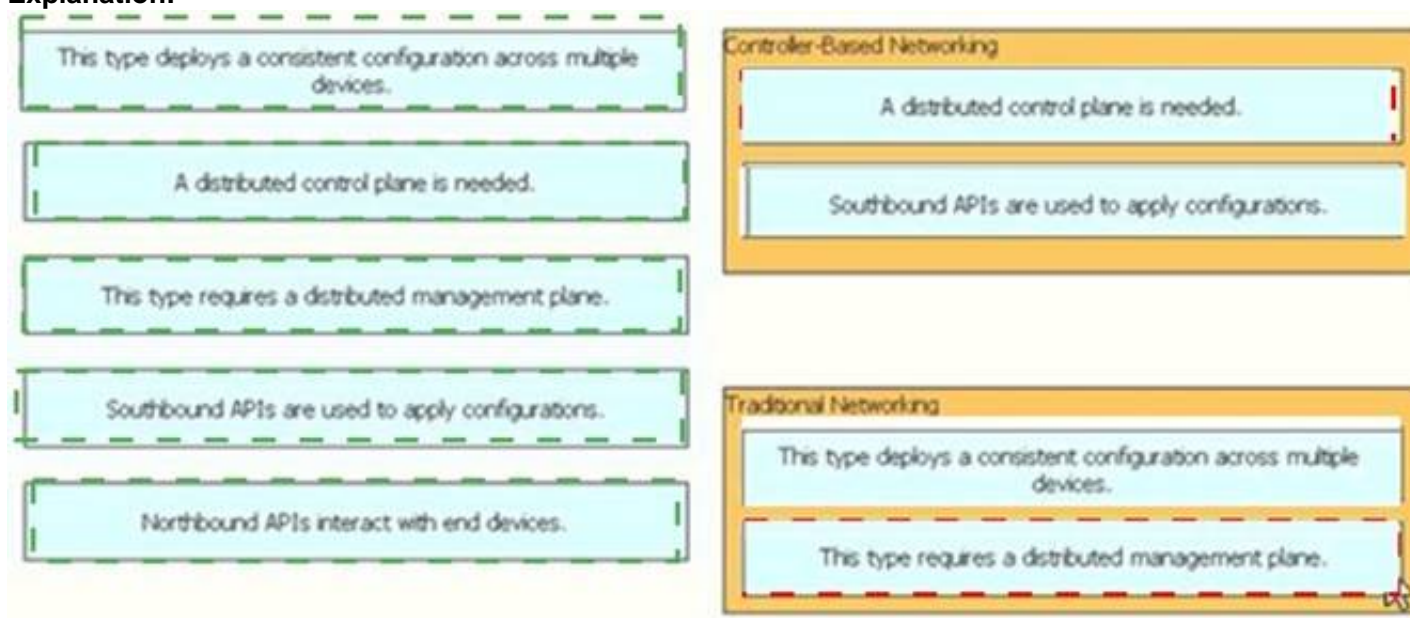 Explanation:
This type deploys a consistent configuration across multiple
devices.
A distributed control plane is needed.
This type requires a distributed management plane.
Southbound APIs are used to apply configurations.
Northbound APIs interact with end devices.
Controller-Based Networking
A distributed control plane is needed.
Southbound APIs are used to apply configurations.
Traditional Networking
This type deploys a consistent configuration across multiple
devices.
This type requires a distributed management plane.